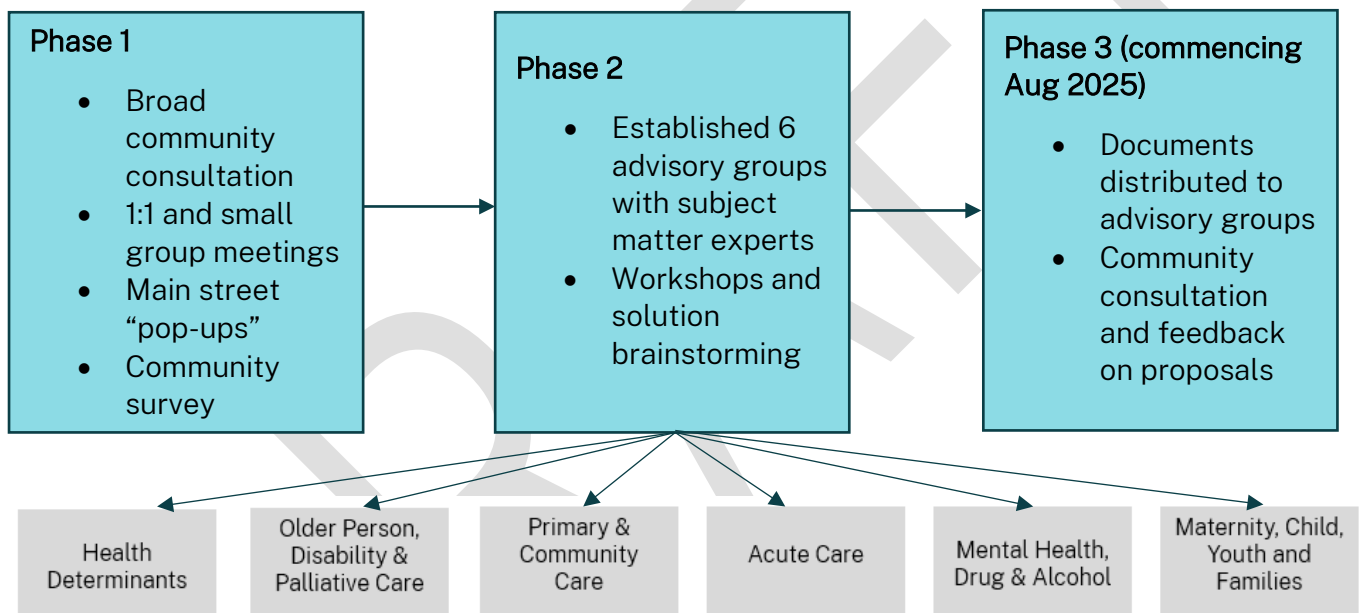 Phase 1
• Broad
community
consultation
• 1:1 and small
group meetings
• Main street
“pop-ups”
• Community
survey
Phase 2
• Established 6
advisory groups
with subject
matter experts
• Workshops and
solution
brainstorming
Phase 3 (commencing
Aug 2025)
• Documents
distributed to
advisory groups
• Community
consultation
and feedback
on proposals
Health
Determinants
Older Person,
Disability &
Palliative Care
Primary &
Community
Care
Acute Care
Mental Health,
Drug & Alcohol
Maternity, Child,
Youth and
Families